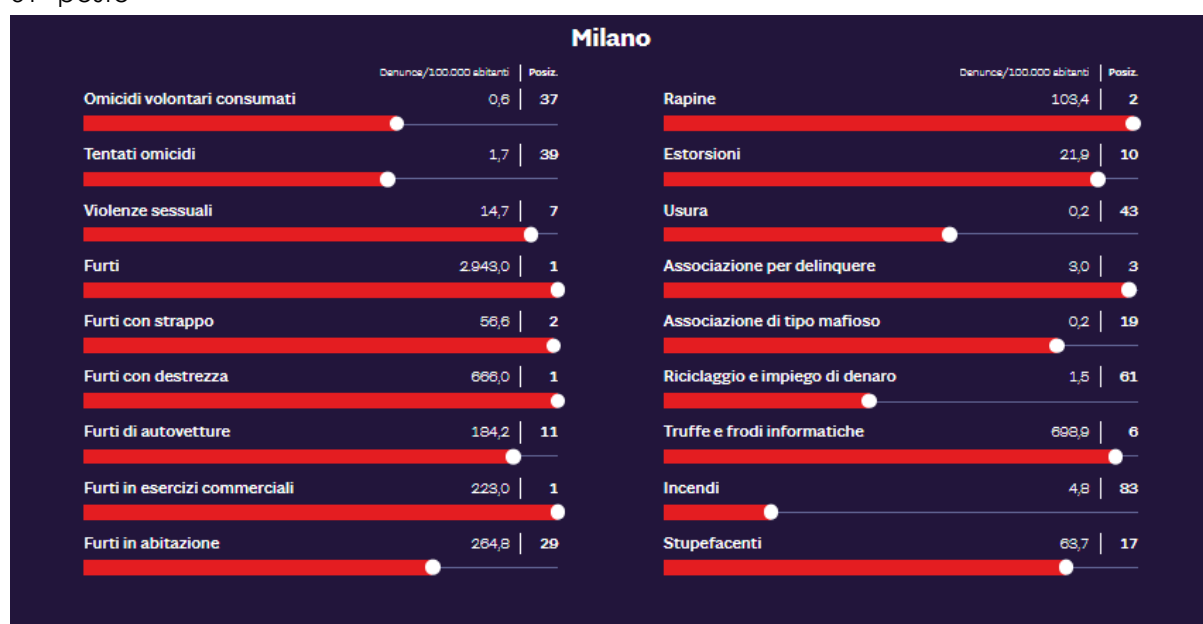 Milano
Denunce/100.000 abitanti Posiz.
Omicidi volontari consumati 0,6 37
Tentati omicidi 1,7 39
Violenze sessuali 14,7 7
Furti 2.943,0 1
Furti con strappo 56,6 2
Furti con destrezza 666,0 1
Furti di autovetture 184,2 11
Furti in esercizi commerciali 223,0 1
Furti in abitazione 264,8 29
Denunce/100.000 abitanti Posiz.
Rapine 103,4 2
Estorsioni 21,9 10
Usura 0,2 43
Associazione per delinquere 3,0 3
Associazione di tipo mafioso 0,2 19
Riciclaggio e impiego di denaro 1,5 61
Truffe e frodi informatiche 698,9 6
Incendi 4,8 83
Stupefacenti 63,7 17